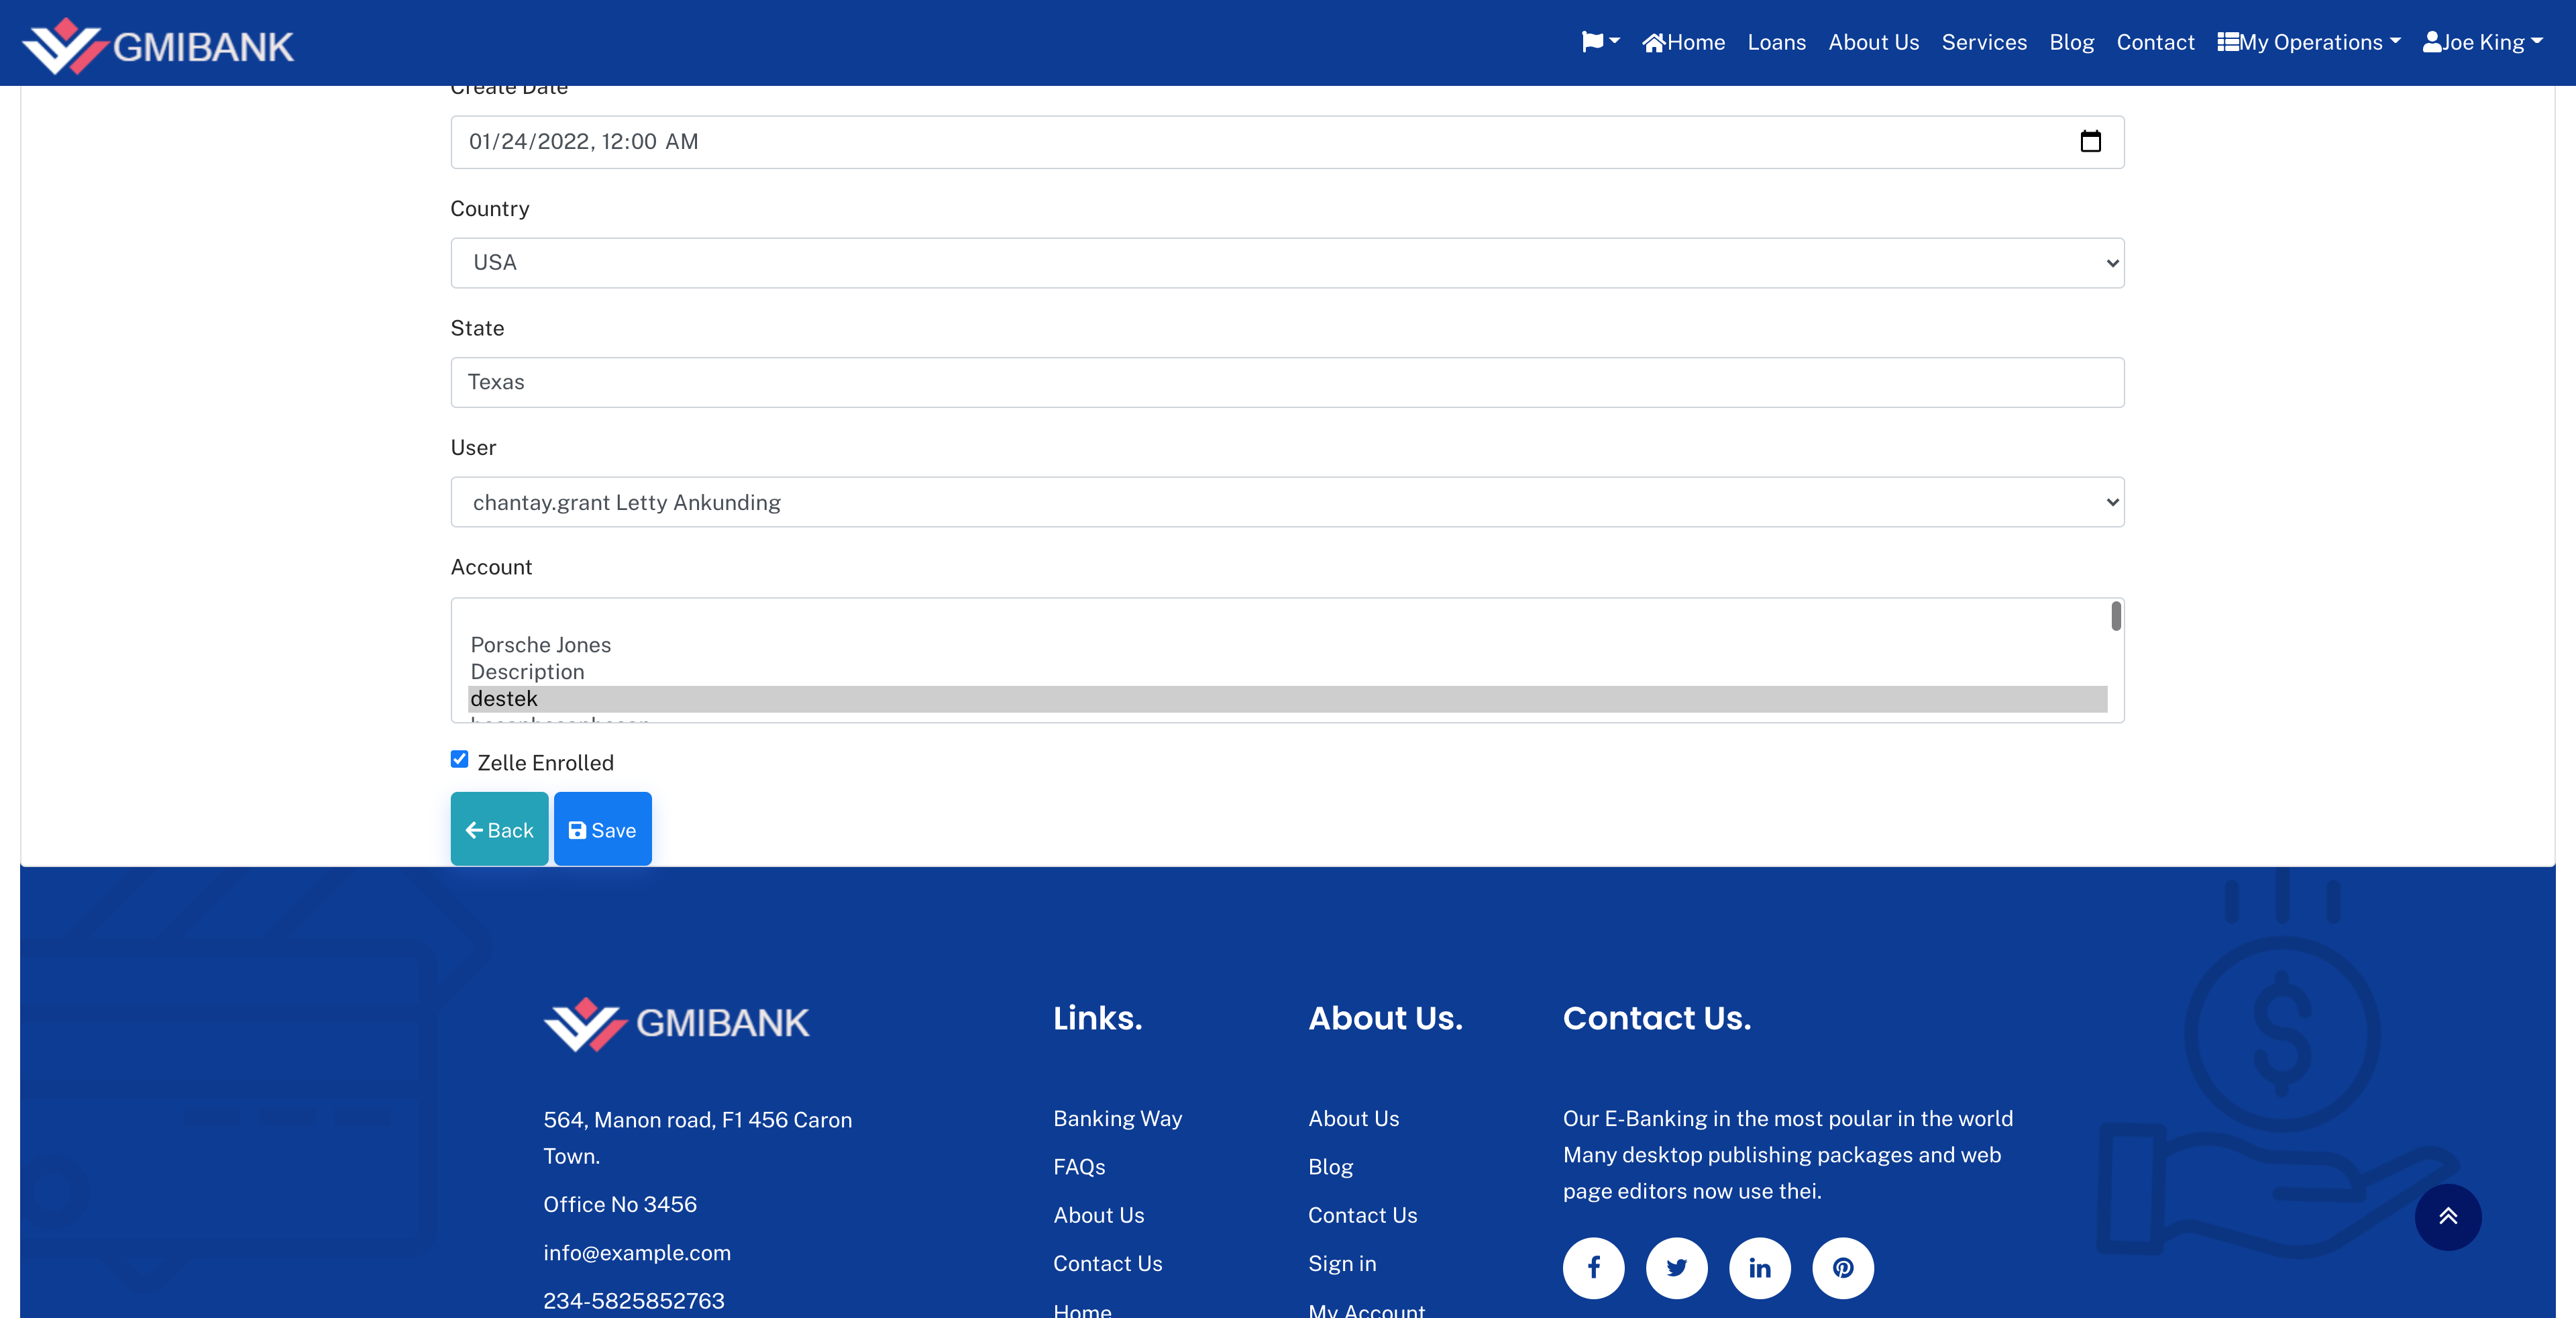 GMIBANK
Home Loans About Us Services Blog Contact My Operations Joe King
Create Date
01/24/2022, 12:00 AM
Country
USA
State
Texas
User
chantay.grant Letty Ankunding
Account
Porsche Jones
Description
destek
Zelle Enrolled
Back Save
GMIBANK
564, Manon road, F1 456 Caron
Town.
Office No 3456
info@example.com
234-5825852763
Links.
Banking Way
FAQs
About Us
Contact Us
Home
About Us.
About Us
Blog
Contact Us
Sign in
My Account
Contact Us.
Our E-Banking in the most poular in the world
Many desktop publishing packages and web
page editors now use thei.